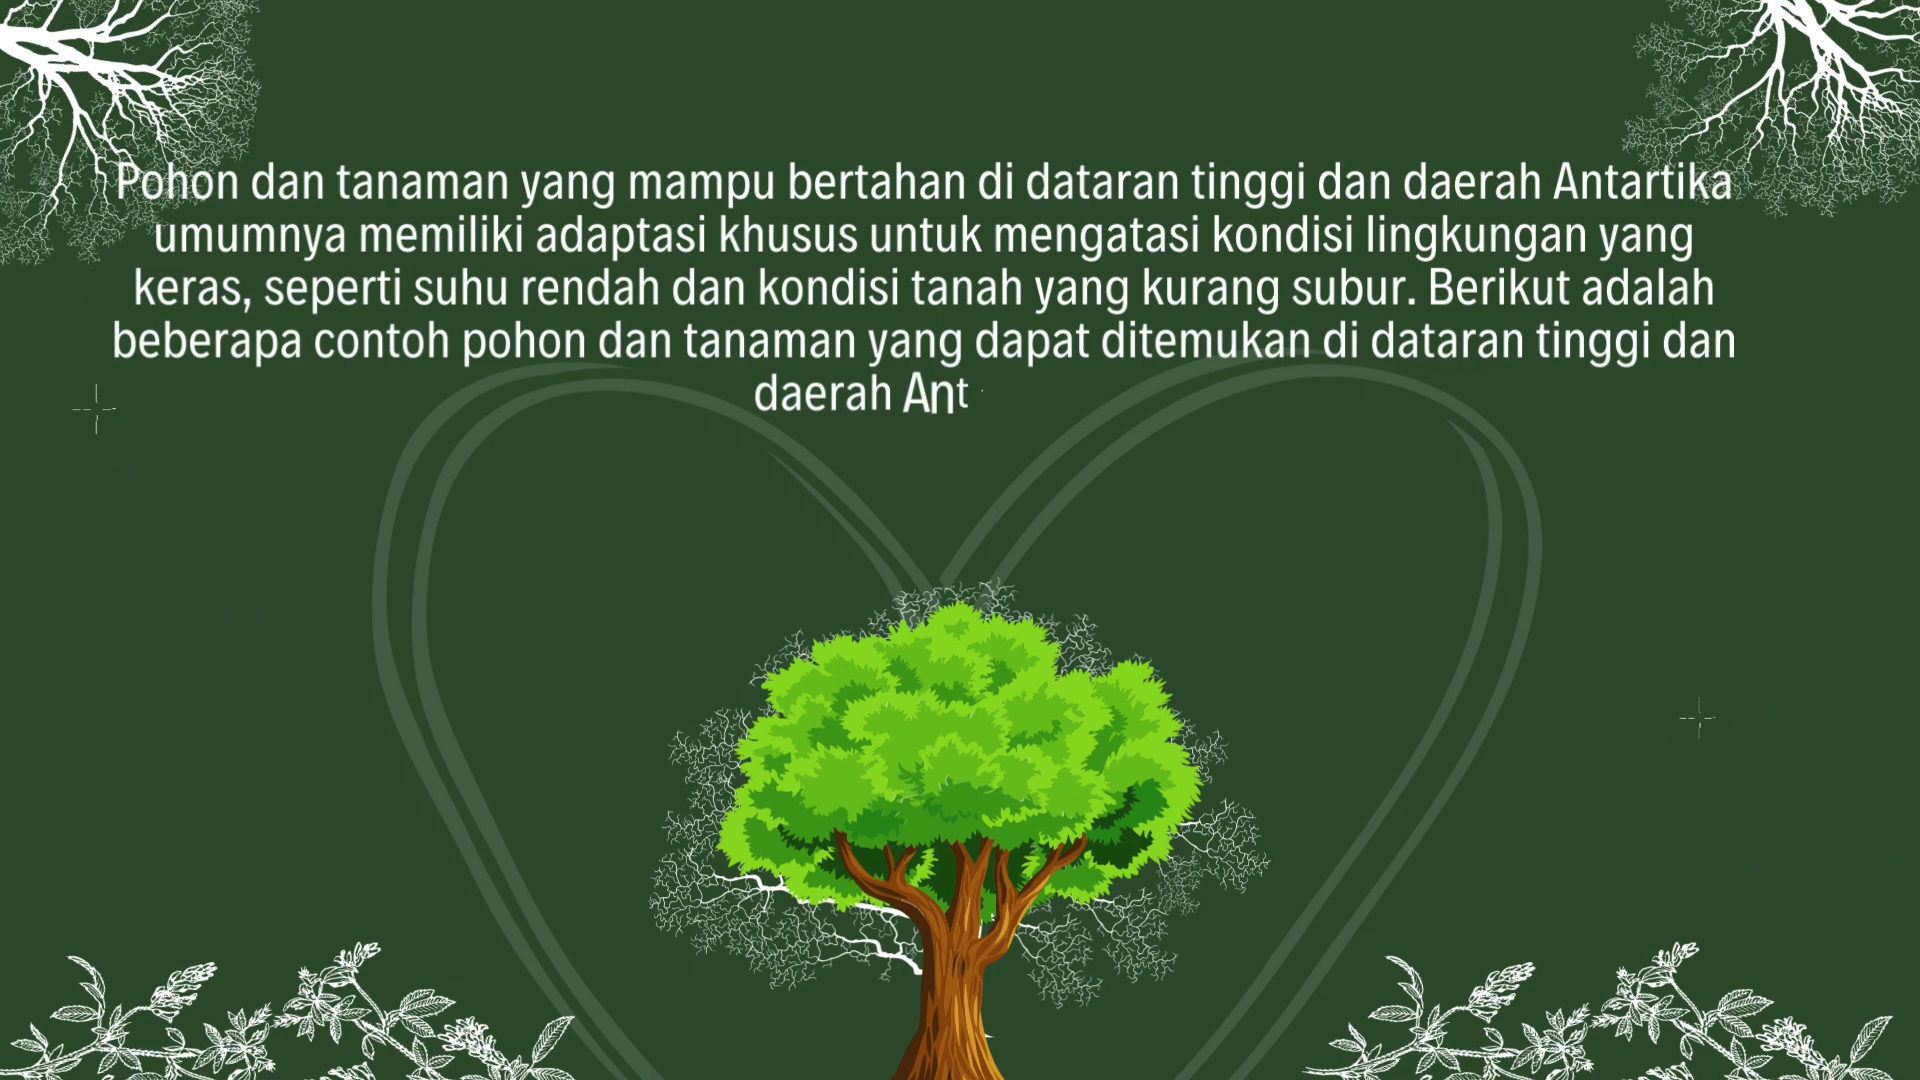 Pohon dan tanaman yang mampu bertahan di dataran tinggi dan daerah Antartika
umumnya memiliki adaptasi khusus untuk mengatasi kondisi lingkungan yang
keras, seperti suhu rendah dan kondisi tanah yang kurang subur. Berikut adalah
beberapa contoh pohon dan tanaman yang dapat ditemukan di dataran tinggi dan
daerah Ant